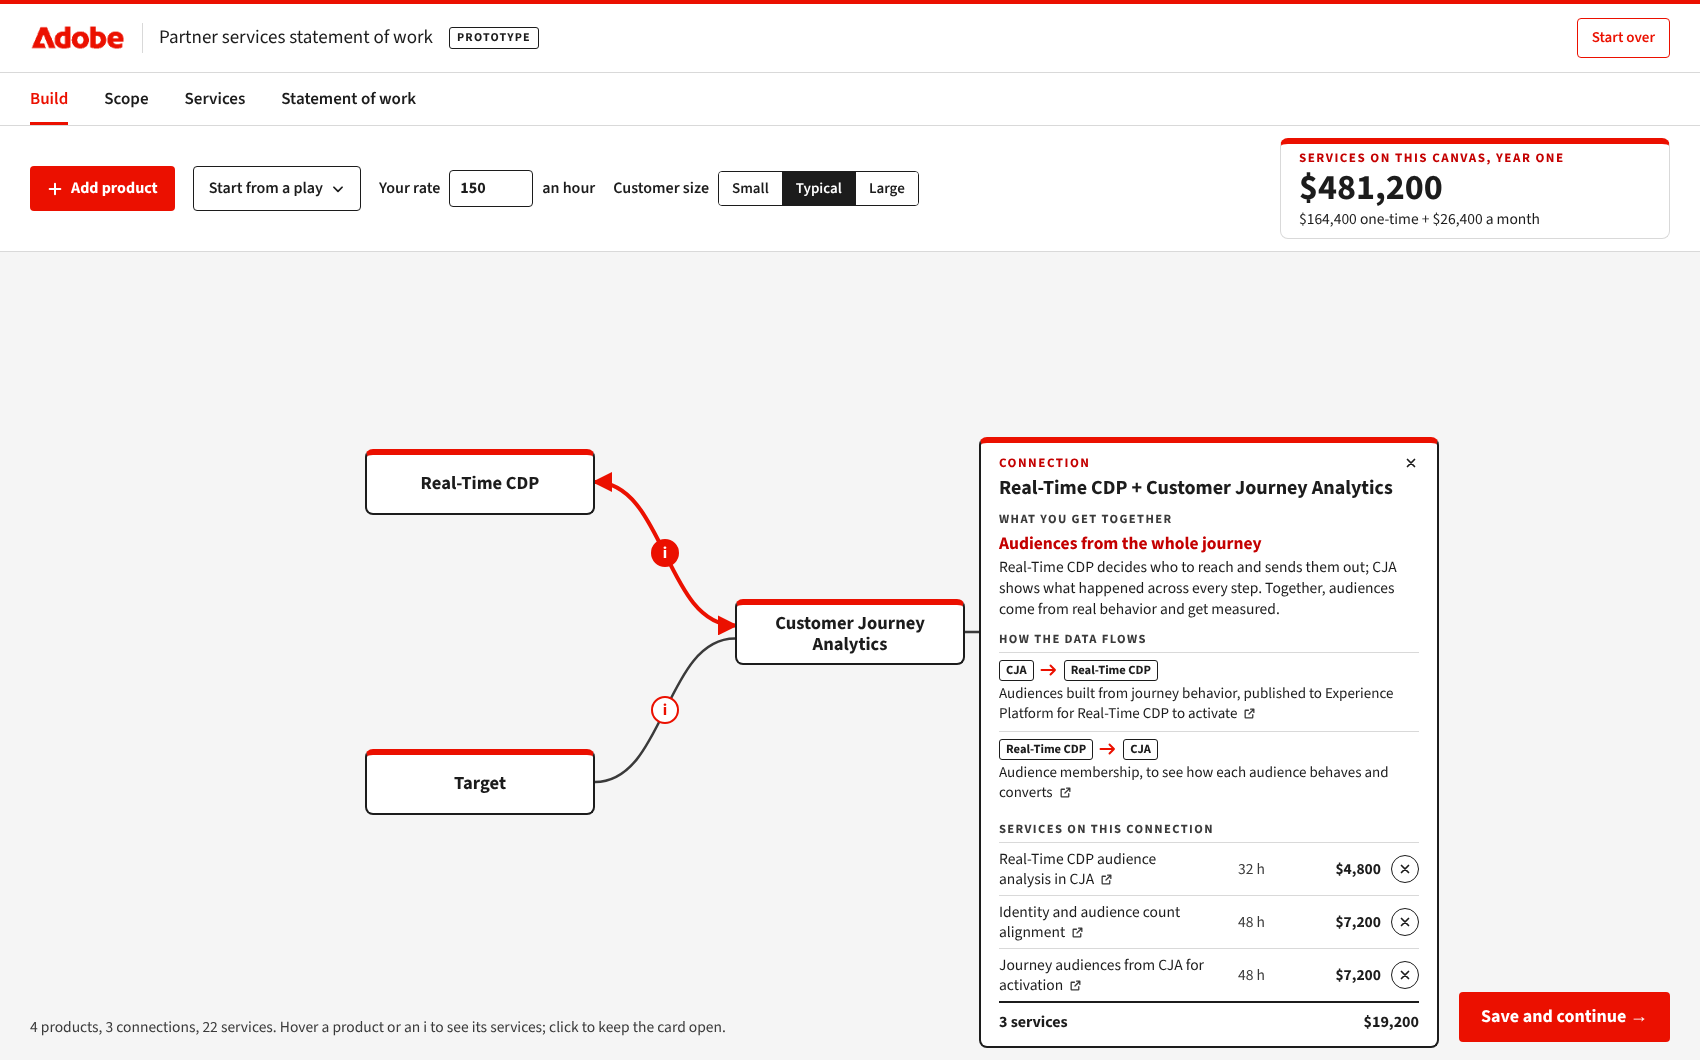 Adobe
Partner services statement of work
PROTOTYPE
Start over
Build
Scope
Services
Statement of work
Add product
Start from a play
Your rate
150
an hour
Customer size
Small
Typical
Large
SERVICES ON THIS CANVAS, YEAR ONE
$481,200
$164,400 one-time + $26,400 a month
Real-Time CDP
i
Customer Journey
Analytics
i
Target
CONNECTION
Real-Time CDP + Customer Journey Analytics
WHAT YOU GET TOGETHER
Audiences from the whole journey
Real-Time CDP decides who to reach and sends them out; CJA
shows what happened across every step. Together, audiences
come from real behavior and get measured.
HOW THE DATA FLOWS
CJA → Real-Time CDP
Audiences built from journey behavior, published to Experience
Platform for Real-Time CDP to activate
Real-Time CDP → CJA
Audience membership, to see how each audience behaves and
converts
SERVICES ON THIS CONNECTION
Real-Time CDP audience
analysis in CJA
32 h
$4,800
Identity and audience count
alignment
48 h
$7,200
Journey audiences from CJA for
activation
48 h
$7,200
3 services
$19,200
4 products, 3 connections, 22 services. Hover a product or an i to see its services; click to keep the card open.
Save and continue →